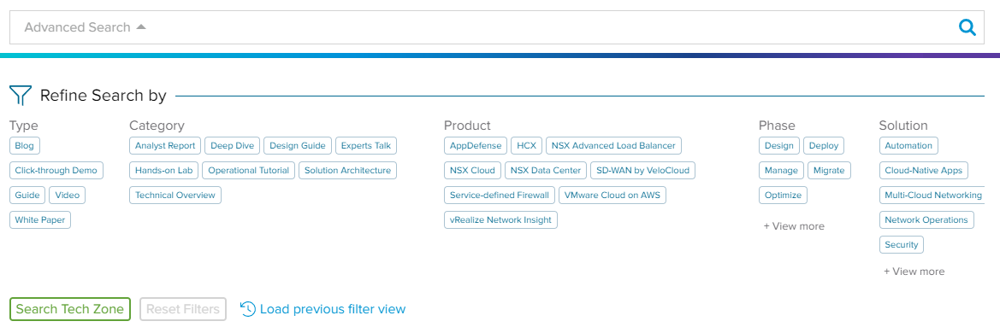 Advanced Search
Refine Search by
Type
Blog
Click-through Demo
Guide Video
White Paper
Category
Analyst Report Deep Dive Design Guide Experts Talk
Hands-on Lab Operational Tutorial Solution Architecture
Technical Overview
Product
AppDefense HCX NSX Advanced Load Balancer
NSX Cloud NSX Data Center SD-WAN by VeloCloud
Service-defined Firewall VMware Cloud on AWS
vRealize Network Insight
Phase
Design Deploy
Manage Migrate
Optimize
+ View more
Solution
Automation
Cloud-Native Apps
Multi-Cloud Networking
Network Operations
Security
+ View more
Search Tech Zone Reset Filters Load previous filter view